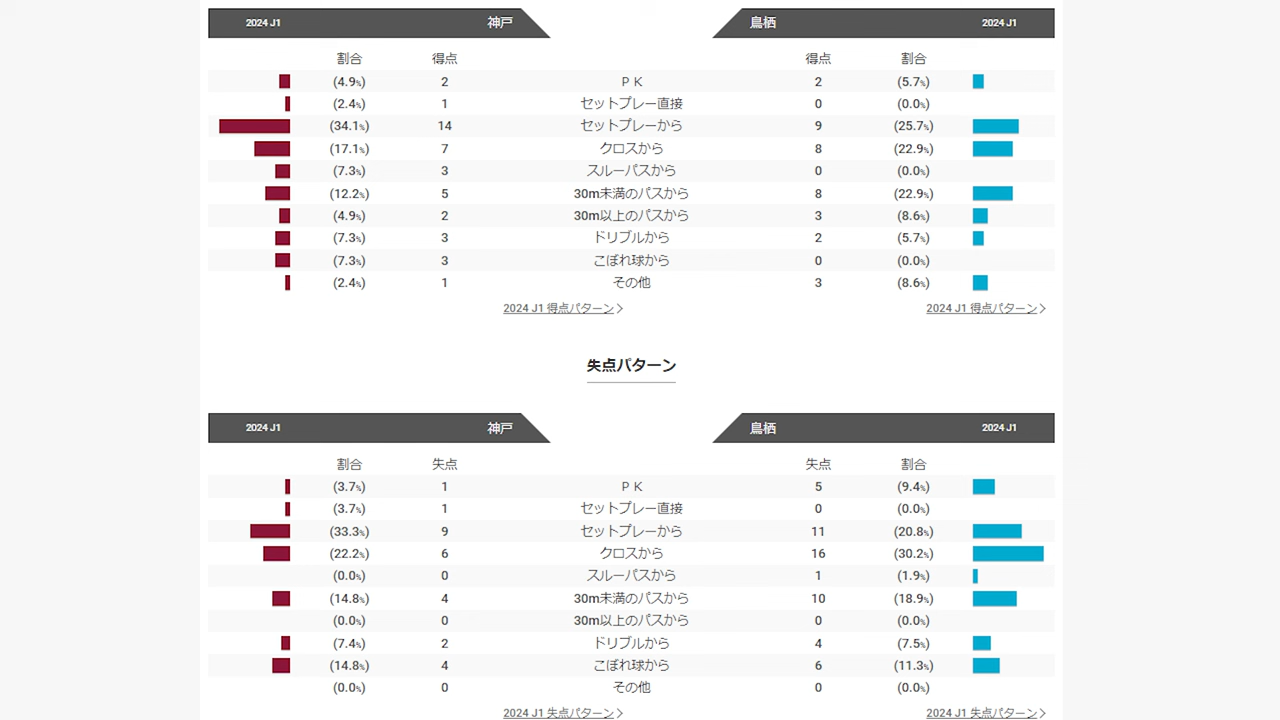 2024 J1 神戸 鳥栖 2024 J1
割合 得点 得点 割合
(4.9%) 2 ＰＫ 2 (5.7%)
(2.4%) 1 セットプレー直接 0 (0.0%)
(34.1%) 14 セットプレーから 9 (25.7%)
(17.1%) 7 クロスから 8 (22.9%)
(7.3%) 3 スルーパスから 0 (0.0%)
(12.2%) 5 30m未満のパスから 8 (22.9%)
(4.9%) 2 30m以上のパスから 3 (8.6%)
(7.3%) 3 ドリブルから 2 (5.7%)
(7.3%) 3 こぼれ球から 0 (0.0%)
(2.4%) 1 その他 3 (8.6%)
2024 J1 得点パターン 2024 J1 得点パターン
失点パターン
2024 J1 神戸 鳥栖 2024 J1
割合 失点 失点 割合
(3.7%) 1 ＰＫ 5 (9.4%)
(3.7%) 1 セットプレー直接 0 (0.0%)
(33.3%) 9 セットプレーから 11 (20.8%)
(22.2%) 6 クロスから 16 (30.2%)
(0.0%) 0 スルーパスから 1 (1.9%)
(14.8%) 4 30m未満のパスから 10 (18.9%)
(0.0%) 0 30m以上のパスから 0 (0.0%)
(7.4%) 2 ドリブルから 4 (7.5%)
(14.8%) 4 こぼれ球から 6 (11.3%)
(0.0%) 0 その他 0 (0.0%)
2024 J1 失点パターン 2024 J1 失点パターン